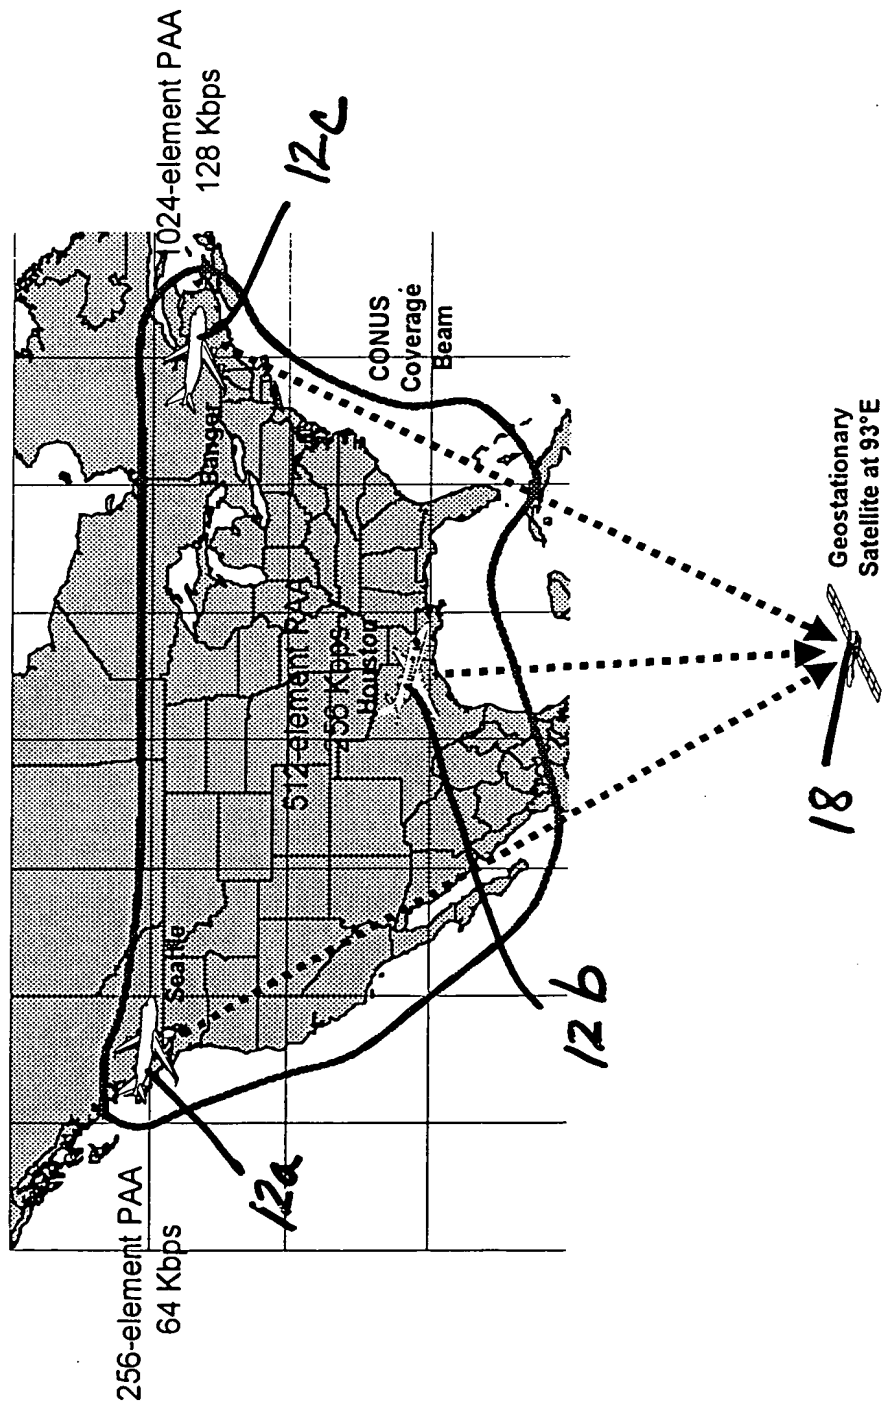 256-element PAA
64 Kbps
12a
Seattle
512-element PAA
256 Kbps
Houston
12b
1024-element PAA
128 Kbps
Bangor
12c
CONUS
Coverage
Beam
Geostationary
Satellite at 93°E
18